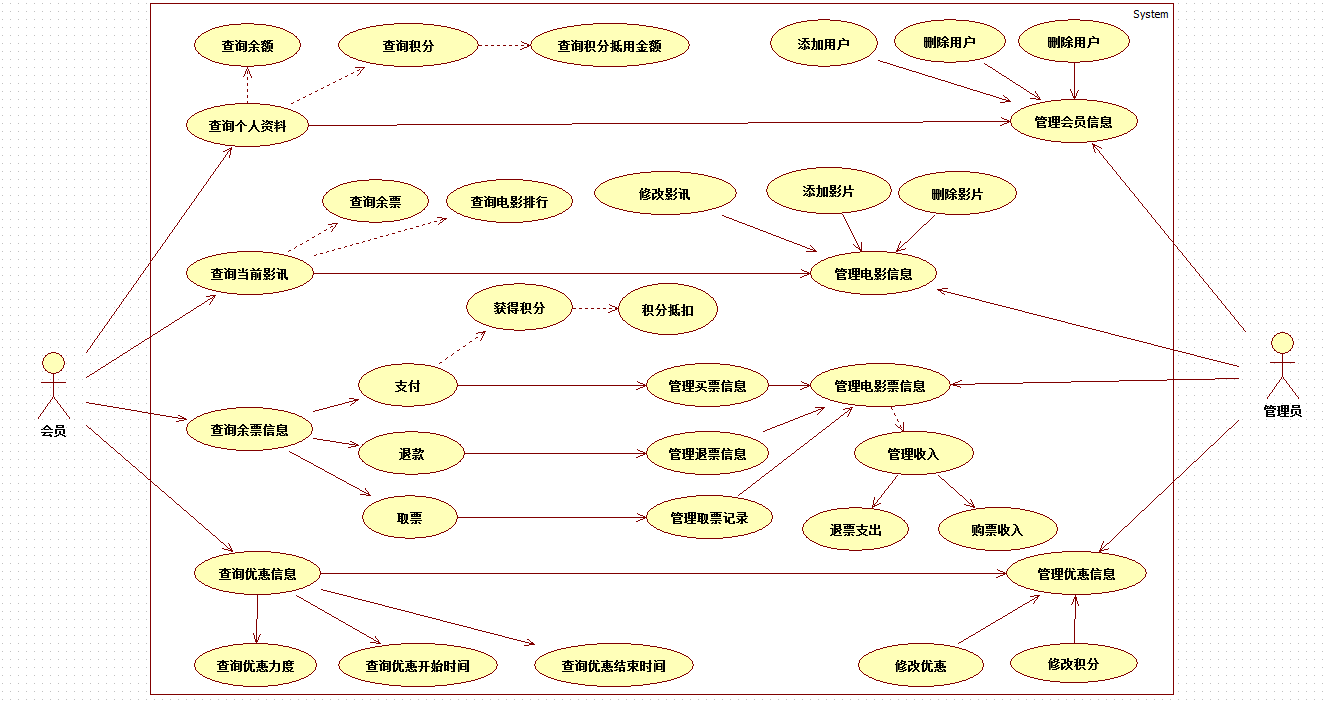 System
查询余额
查询积分
查询积分抵用金额
添加用户
删除用户
删除用户
查询个人资料
管理会员信息
查询余票
查询电影排行
修改影讯
添加影片
删除影片
查询当前影讯
管理电影信息
获得积分
积分抵扣
支付
管理买票信息
管理电影票信息
会员
管理员
查询余票信息
退款
管理退票信息
管理收入
取票
管理取票记录
退票支出
购票收入
查询优惠信息
管理优惠信息
查询优惠力度
查询优惠开始时间
查询优惠结束时间
修改优惠
修改积分